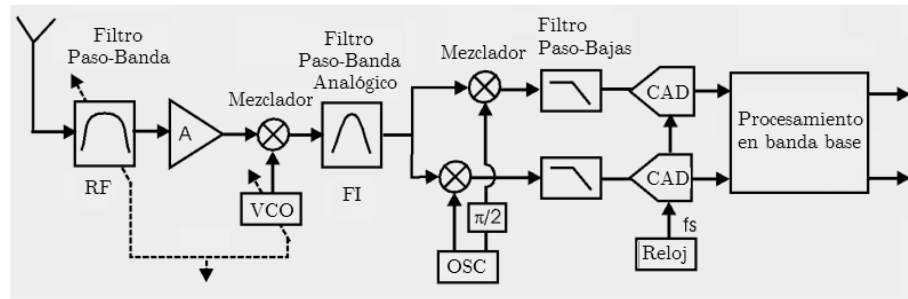 Filtro
Paso-Banda
RF
A
Mezclador
VCO
Filtro
Paso-Banda
Analógico
FI
Mezclador
π/2
OSC
Filtro
Paso-Bajas
CAD
CAD
fs
Reloj
Procesamiento
en banda base